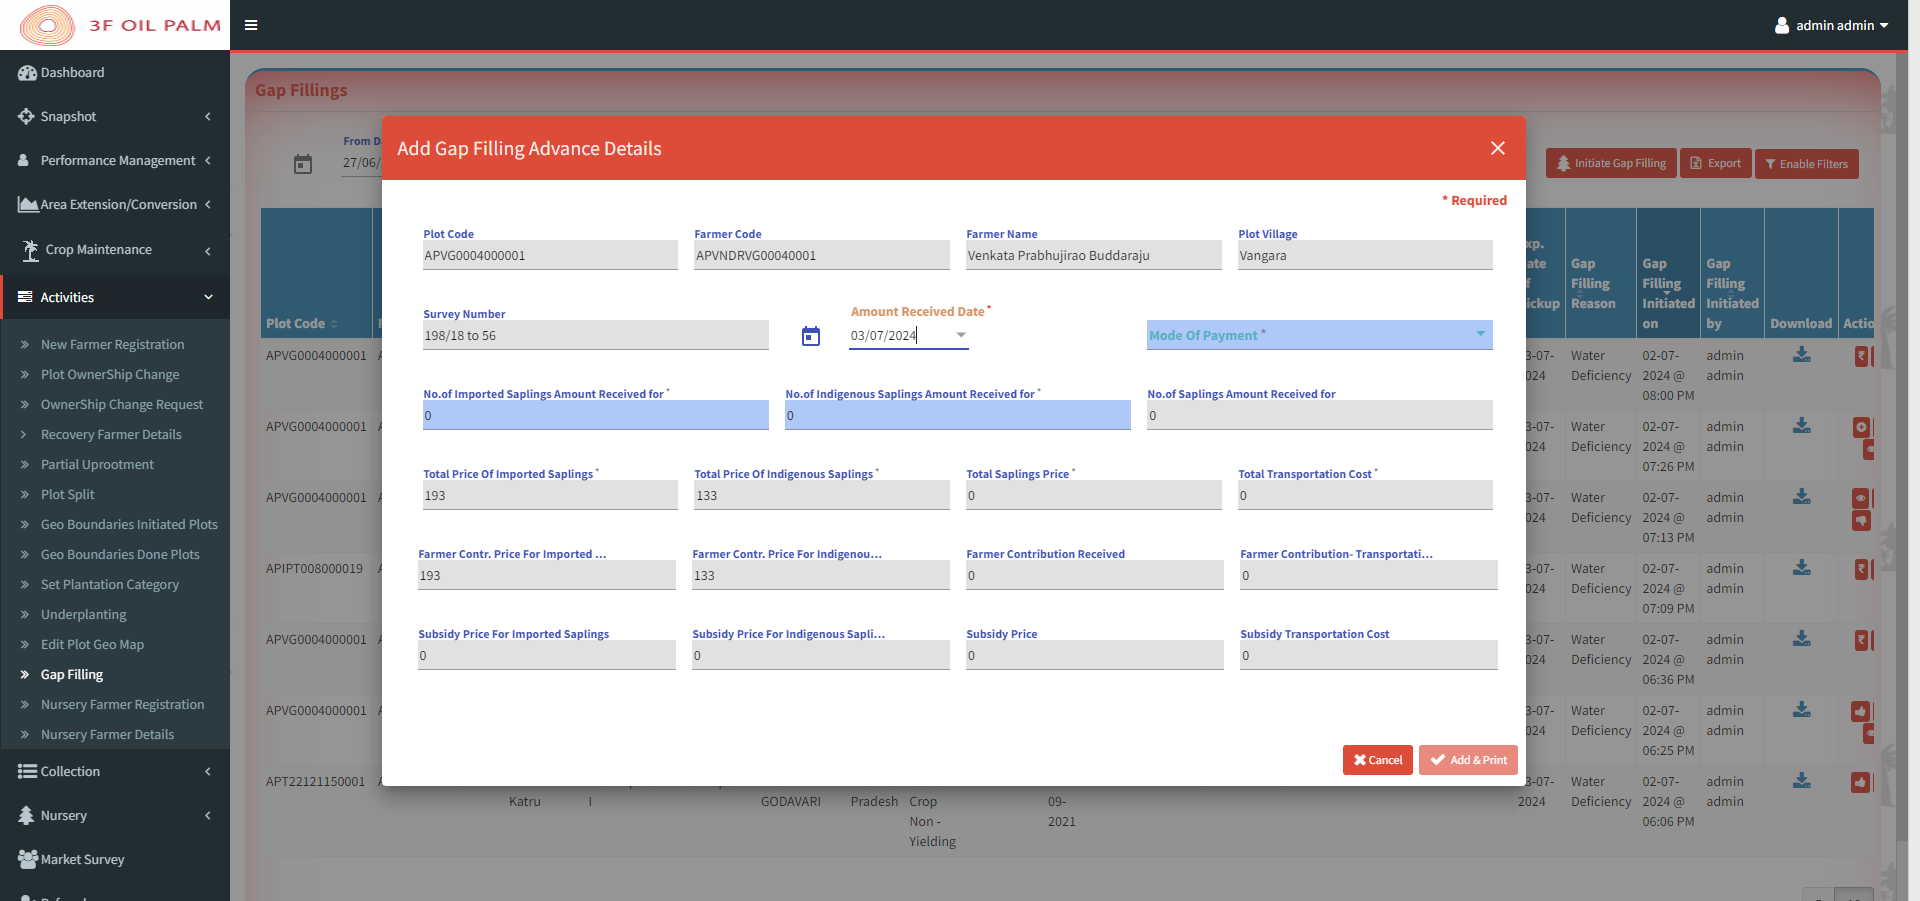 3F OIL PALM
admin admin
Dashboard
Snapshot
Performance Management
Area Extension/Conversion
Crop Maintenance
Activities
New Farmer Registration
Plot OwnerShip Change
OwnerShip Change Request
Recovery Farmer Details
Partial Uprootment
Plot Split
Geo Boundaries Initiated Plots
Geo Boundaries Done Plots
Set Plantation Category
Underplanting
Edit Plot Geo Map
Gap Filling
Nursery Farmer Registration
Nursery Farmer Details
Collection
Nursery
Market Survey
Gap Fillings
From D
27/06/
Initiate Gap Filling
Export
Enable Filters
Add Gap Filling Advance Details
* Required
Plot Code
APVG0004000001
Farmer Code
APVNDRVG00040001
Farmer Name
Venkata Prabhujirao Buddaraju
Plot Village
Vangara
Survey Number
198/18 to 56
Amount Received Date *
03/07/2024
Mode Of Payment *
No.of Imported Saplings Amount Received for *
0
No.of Indigenous Saplings Amount Received for *
0
No.of Saplings Amount Received for
0
Total Price Of Imported Saplings *
193
Total Price Of Indigenous Saplings *
133
Total Saplings Price *
0
Total Transportation Cost *
0
Farmer Contr. Price For Imported ...
193
Farmer Contr. Price For Indigenou...
133
Farmer Contribution Received
0
Farmer Contribution- Transportati...
0
Subsidy Price For Imported Saplings
0
Subsidy Price For Indigenous Sapli...
0
Subsidy Price
0
Subsidy Transportation Cost
0
Cancel
Add & Print
Plot Code
xp.
ate
f
ickup
Gap
Filling
Reason
Gap
Filling
Initiated
on
Gap
Filling
Initiated
by
Download
Actio
APVG0004000001
3-07-
024
Water
Deficiency
02-07-
2024 @
08:00 PM
admin
admin
APVG0004000001
3-07-
024
Water
Deficiency
02-07-
2024 @
07:26 PM
admin
admin
APVG0004000001
3-07-
024
Water
Deficiency
02-07-
2024 @
07:13 PM
admin
admin
APIPT008000019
3-07-
024
Water
Deficiency
02-07-
2024 @
07:09 PM
admin
admin
APVG0004000001
3-07-
024
Water
Deficiency
02-07-
2024 @
06:36 PM
admin
admin
APVG0004000001
3-07-
024
Water
Deficiency
02-07-
2024 @
06:25 PM
admin
admin
APT22121150001
Katru
I
GODAVARI
Pradesh
Crop
Non -
Yielding
09-
2021
3-07-
2024
Water
Deficiency
02-07-
2024 @
06:06 PM
admin
admin